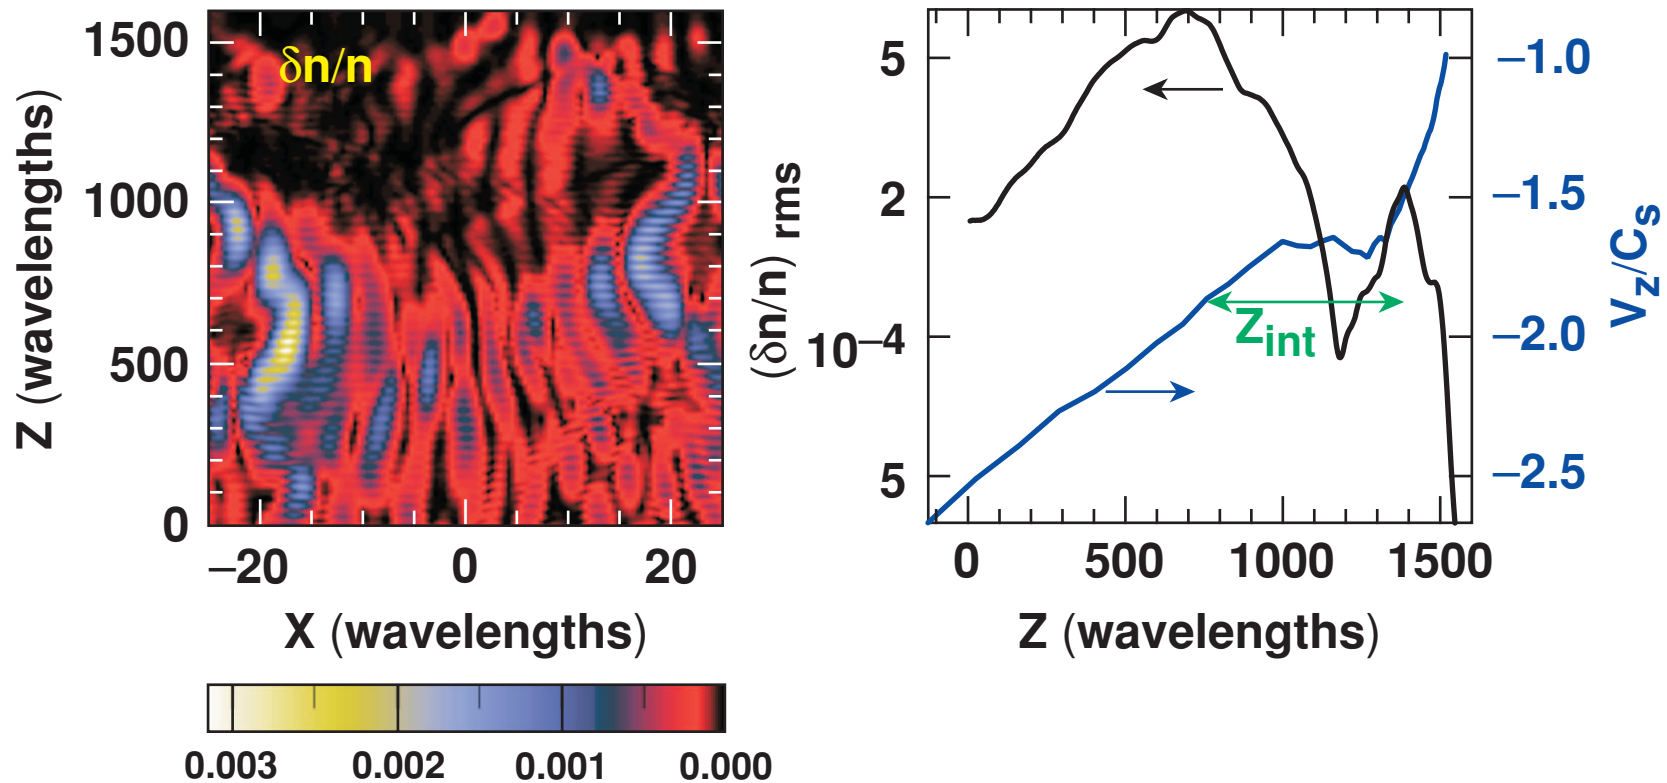 δn/n
1500
1000
500
0
Z (wavelengths)
−20 0 20
X (wavelengths)
0.003 0.002 0.001 0.000
(δn/n) rms
5
2
10−4
5
Zint
−1.0
−1.5
−2.0
−2.5
Vz/Cs
0 500 1000 1500
Z (wavelengths)